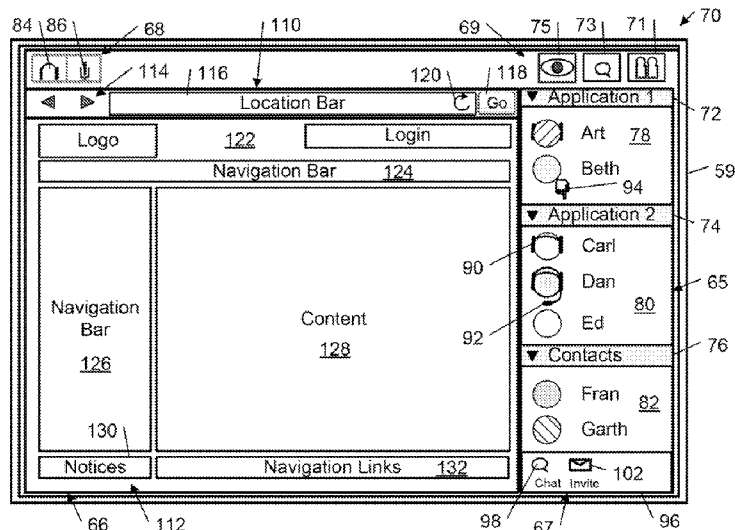 84 86 68 110 69 75 73 71 70
114 116 120 118
Location Bar Go
Application 1 72
Logo 122 Login
Art 78
Navigation Bar 124
Beth 59
94
Application 2 74
90 Carl
Dan 65
Navigation
Bar
Content
80
126 128 92 Ed
76
Contacts
Fran 82
130 Garth
Notices Navigation Links 132
102
Chat Invite
66 112 98 67 96